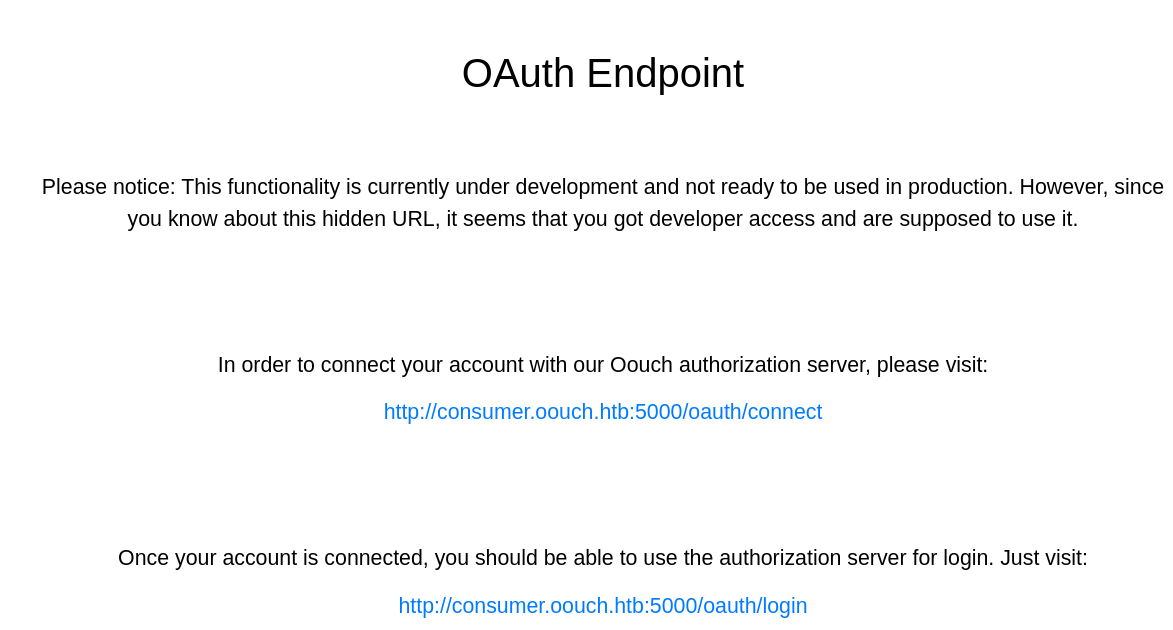 OAuth Endpoint
Please notice: This functionality is currently under development and not ready to be used in production. However, since
you know about this hidden URL, it seems that you got developer access and are supposed to use it.
In order to connect your account with our Oouch authorization server, please visit:
http://consumer.oouch.htb:5000/oauth/connect
Once your account is connected, you should be able to use the authorization server for login. Just visit:
http://consumer.oouch.htb:5000/oauth/login